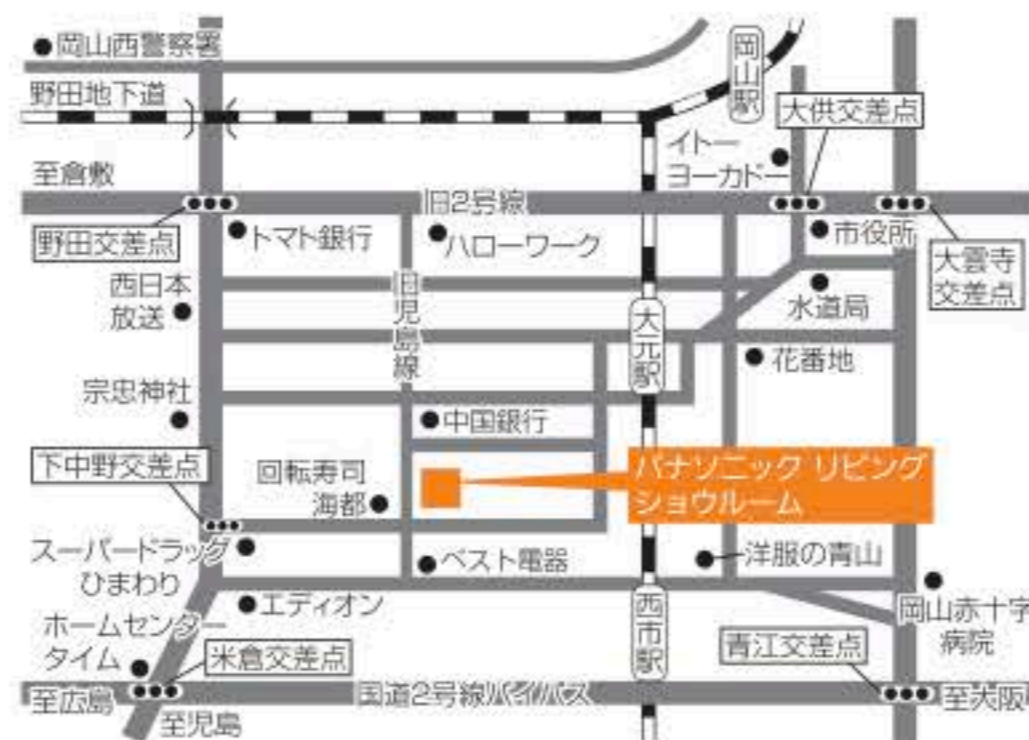 岡山西警察署
野田地下道
岡山駅
大供交差点
イトー
ヨーカドー
至倉敷
旧2号線
野田交差点
トマト銀行
ハローワーク
市役所
大雲寺
交差点
西日本
放送
旧児島線
大元駅
水道局
花番地
宗忠神社
中国銀行
下中野交差点
回転寿司
海都
パナソニック リビング
ショウルーム
スーパードラッグ
ひまわり
ベスト電器
洋服の青山
エディオン
岡山赤十字
病院
ホームセンター
タイム
米倉交差点
西市駅
青江交差点
至広島
国道2号線バイパス
至大阪
至児島